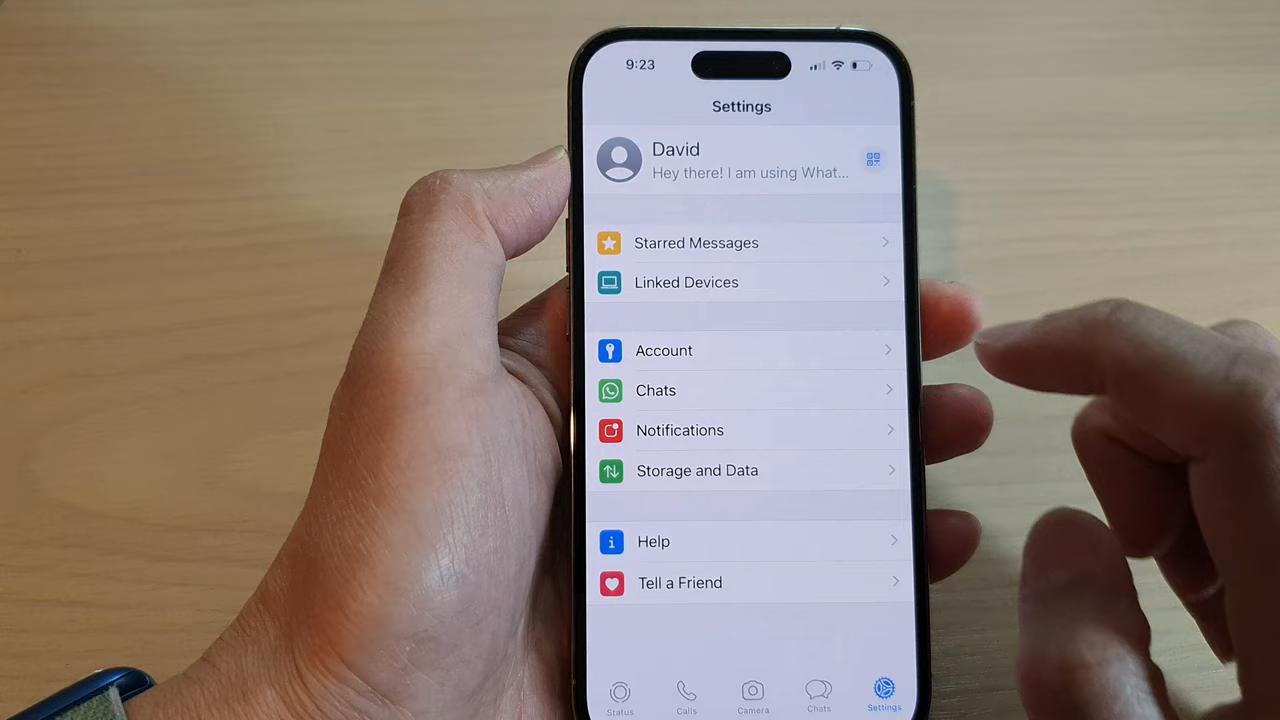 9:23
Settings
David
Hey there! I am using What...
Starred Messages
Linked Devices
Account
Chats
Notifications
Storage and Data
Help
Tell a Friend
Status Calls Camera Chats Settings